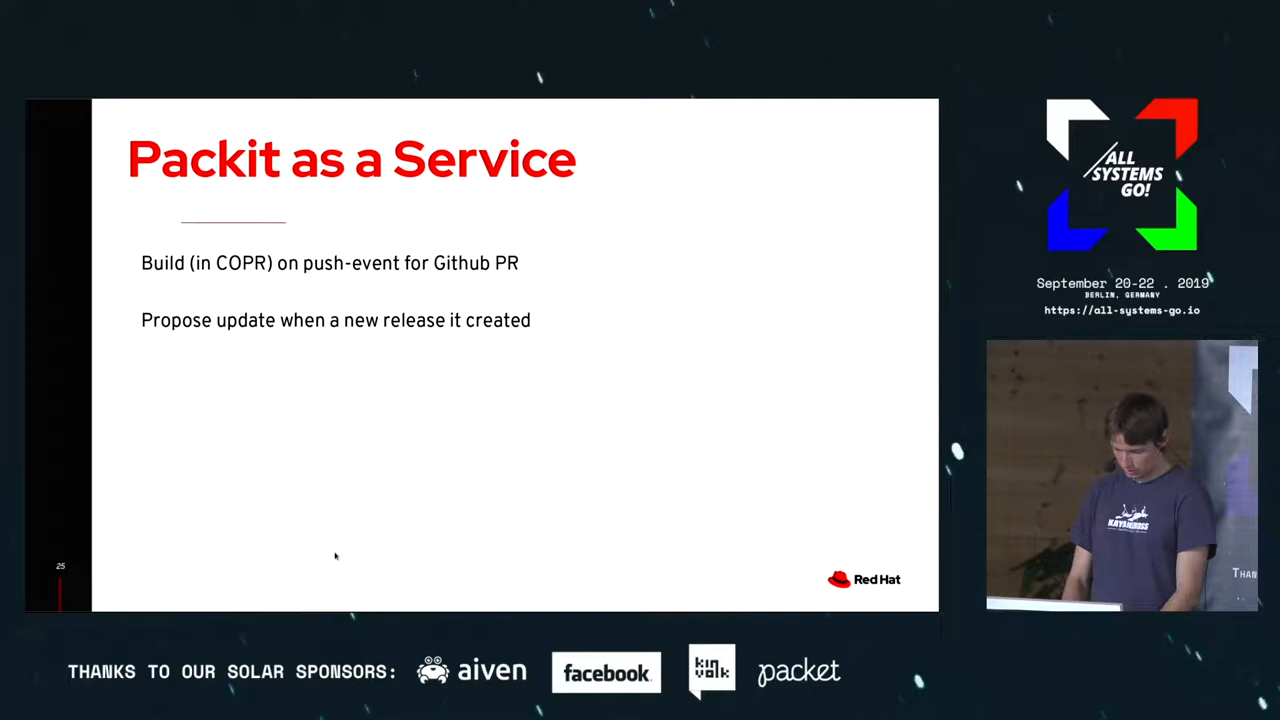 Packit as a Service
Build (in COPR) on push-event for Github PR
Propose update when a new release it created
25
Red Hat
ALL
SYSTEMS
GO!
September 20-22 . 2019
BERLIN, GERMANY
https://all-systems-go.io
THANKS TO OUR SOLAR SPONSORS:
aiven
facebook.
kinvolk
packet